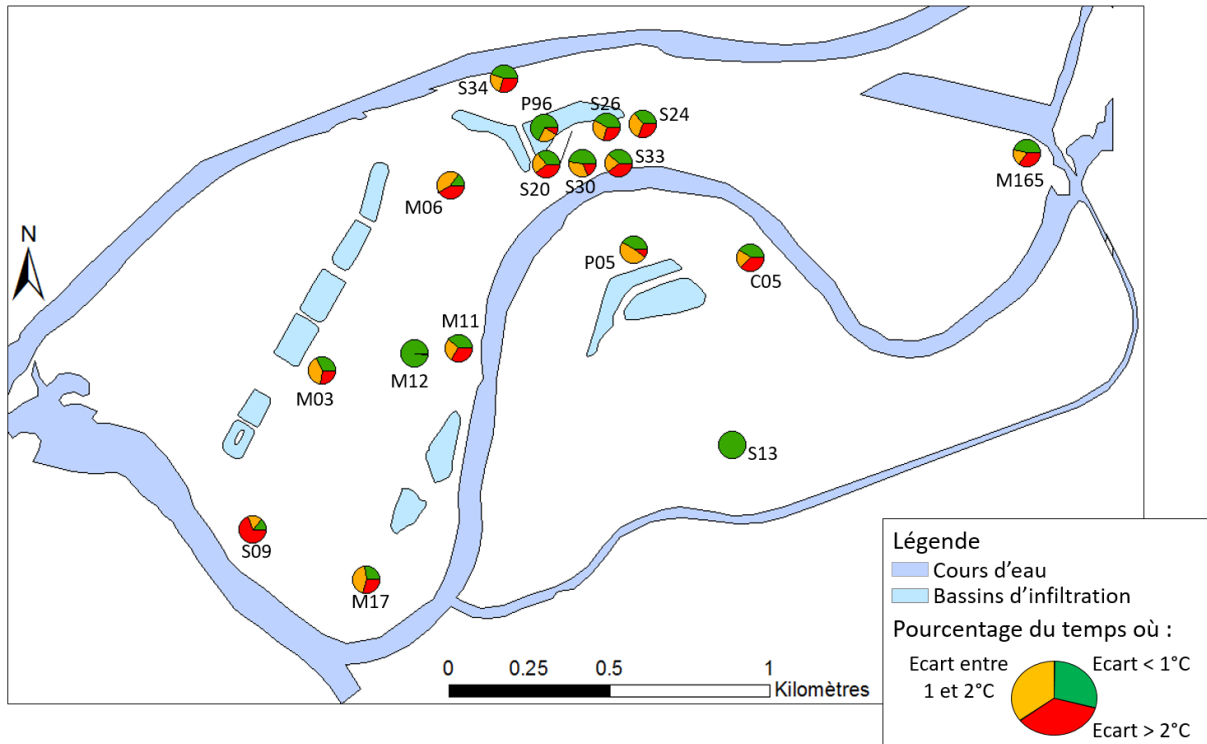 S34
P96
S26
S24
S20
S30
S33
M165
M06
N
P05
C05
M11
M12
M03
S13
S09
M17
0 0.25 0.5 1
Kilomètres
Légende
Cours d'eau
Bassins d'infiltration
Pourcentage du temps où :
Ecart entre
1 et 2°C
Ecart < 1°C
Ecart > 2°C